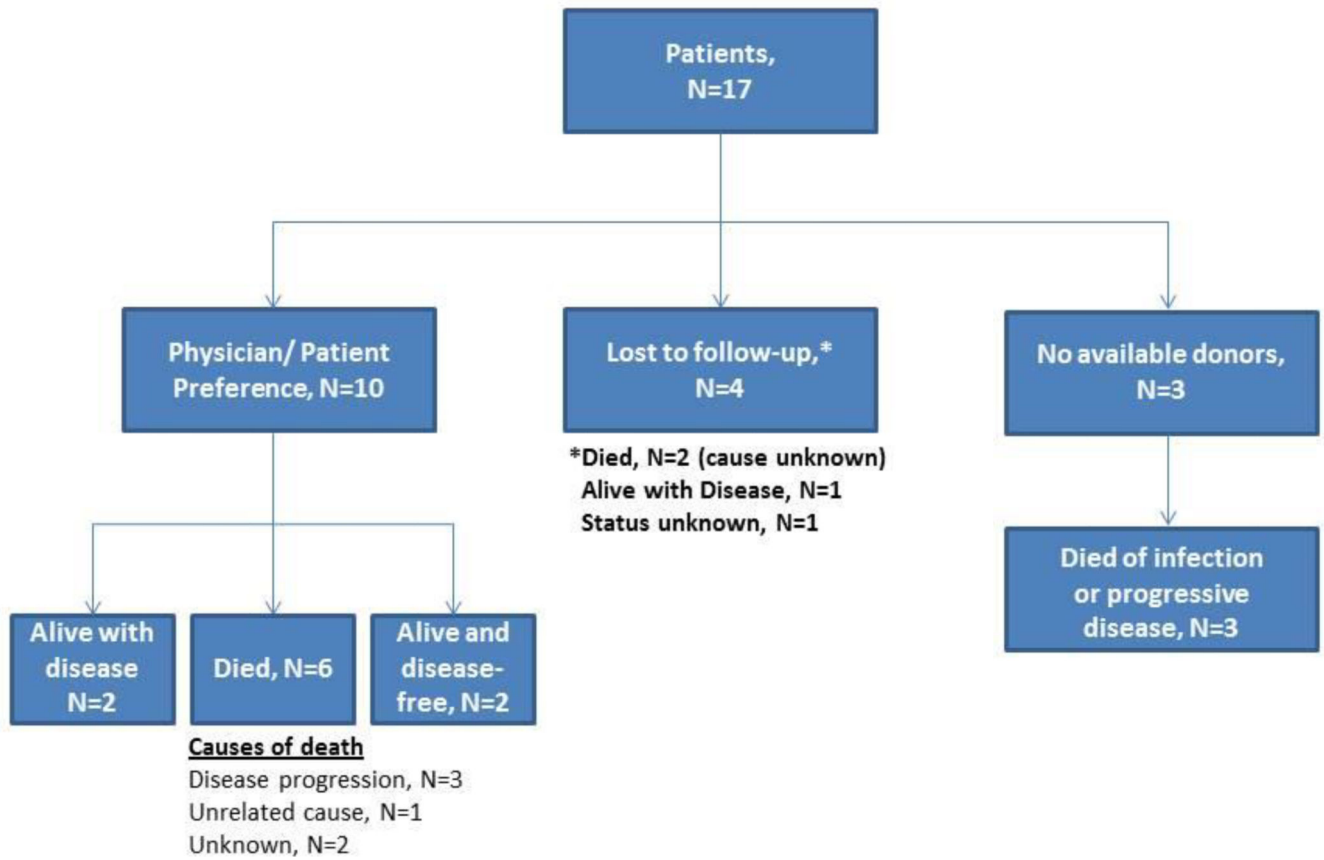 Patients,
N=17
Physician/ Patient
Preference, N=10
Lost to follow-up,*
N=4
No available donors,
N=3
*Died, N=2 (cause unknown)
Alive with Disease, N=1
Status unknown, N=1
Died of infection
or progressive
disease, N=3
Alive with
disease
N=2
Died, N=6
Alive and
disease-
free, N=2
Causes of death
Disease progression, N=3
Unrelated cause, N=1
Unknown, N=2